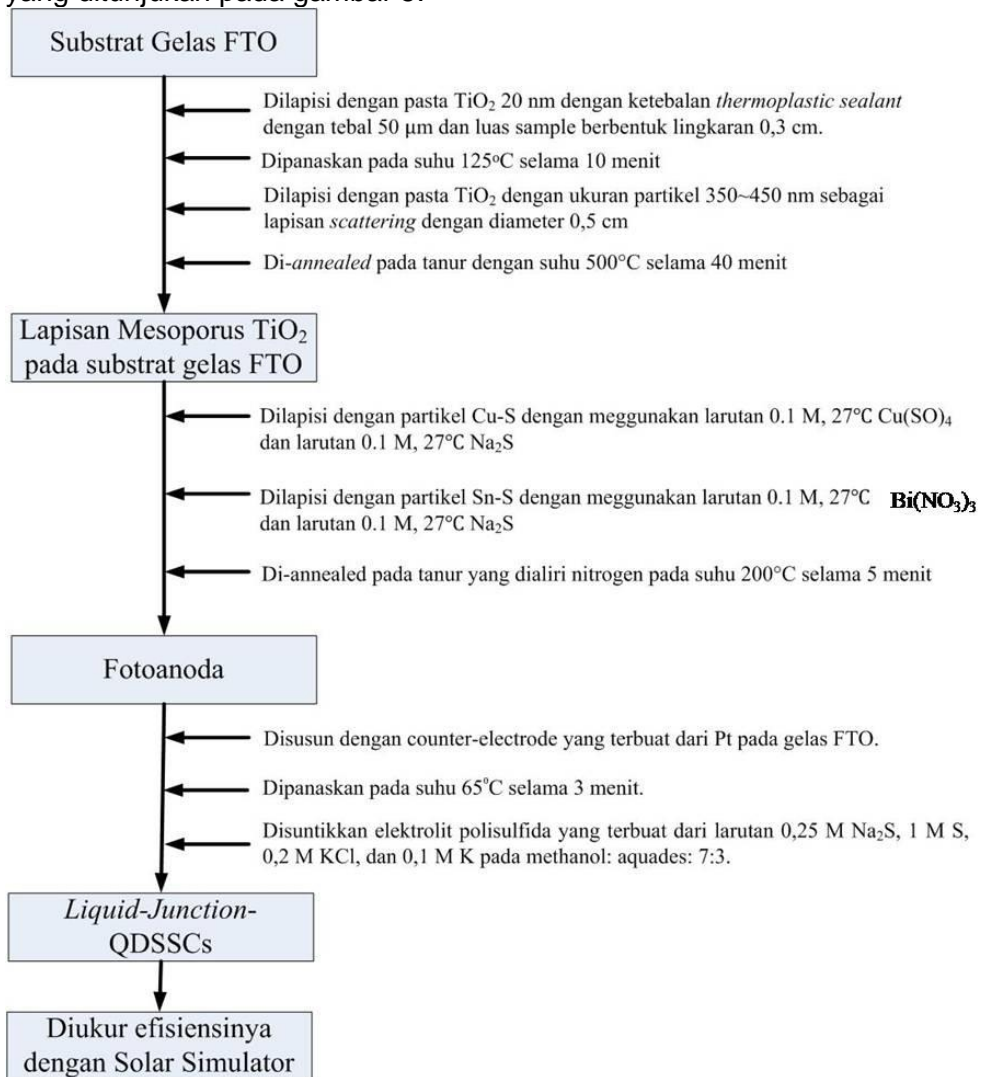 yang ditunjukan pada gambar 3.
Substrat Gelas FTO
Dilapisi dengan pasta TiO₂ 20 nm dengan ketebalan thermoplastic sealant
dengan tebal 50 μm dan luas sample berbentuk lingkaran 0,3 cm.
Dipanaskan pada suhu 125°C selama 10 menit
Dilapisi dengan pasta TiO₂ dengan ukuran partikel 350~450 nm sebagai
lapisan scattering dengan diameter 0,5 cm
Di-annealed pada tanur dengan suhu 500°C selama 40 menit
Lapisan Mesoporus TiO₂
pada substrat gelas FTO
Dilapisi dengan partikel Cu-S dengan meggunakan larutan 0.1 M, 27°C Cu(SO)₄
dan larutan 0.1 M, 27°C Na₂S
Dilapisi dengan partikel Sn-S dengan meggunakan larutan 0.1 M, 27°C Bi(NO₃)₃
dan larutan 0.1 M, 27°C Na₂S
Di-annealed pada tanur yang dialiri nitrogen pada suhu 200°C selama 5 menit
Fotoanoda
Disusun dengan counter-electrode yang terbuat dari Pt pada gelas FTO.
Dipanaskan pada suhu 65°C selama 3 menit.
Disuntikkan elektrolit polisulfida yang terbuat dari larutan 0,25 M Na₂S, 1 M S,
0,2 M KCl, dan 0,1 M K pada methanol: aquades: 7:3.
Liquid-Junction-
QDSSCs
Diukur efisiensinya
dengan Solar Simulator